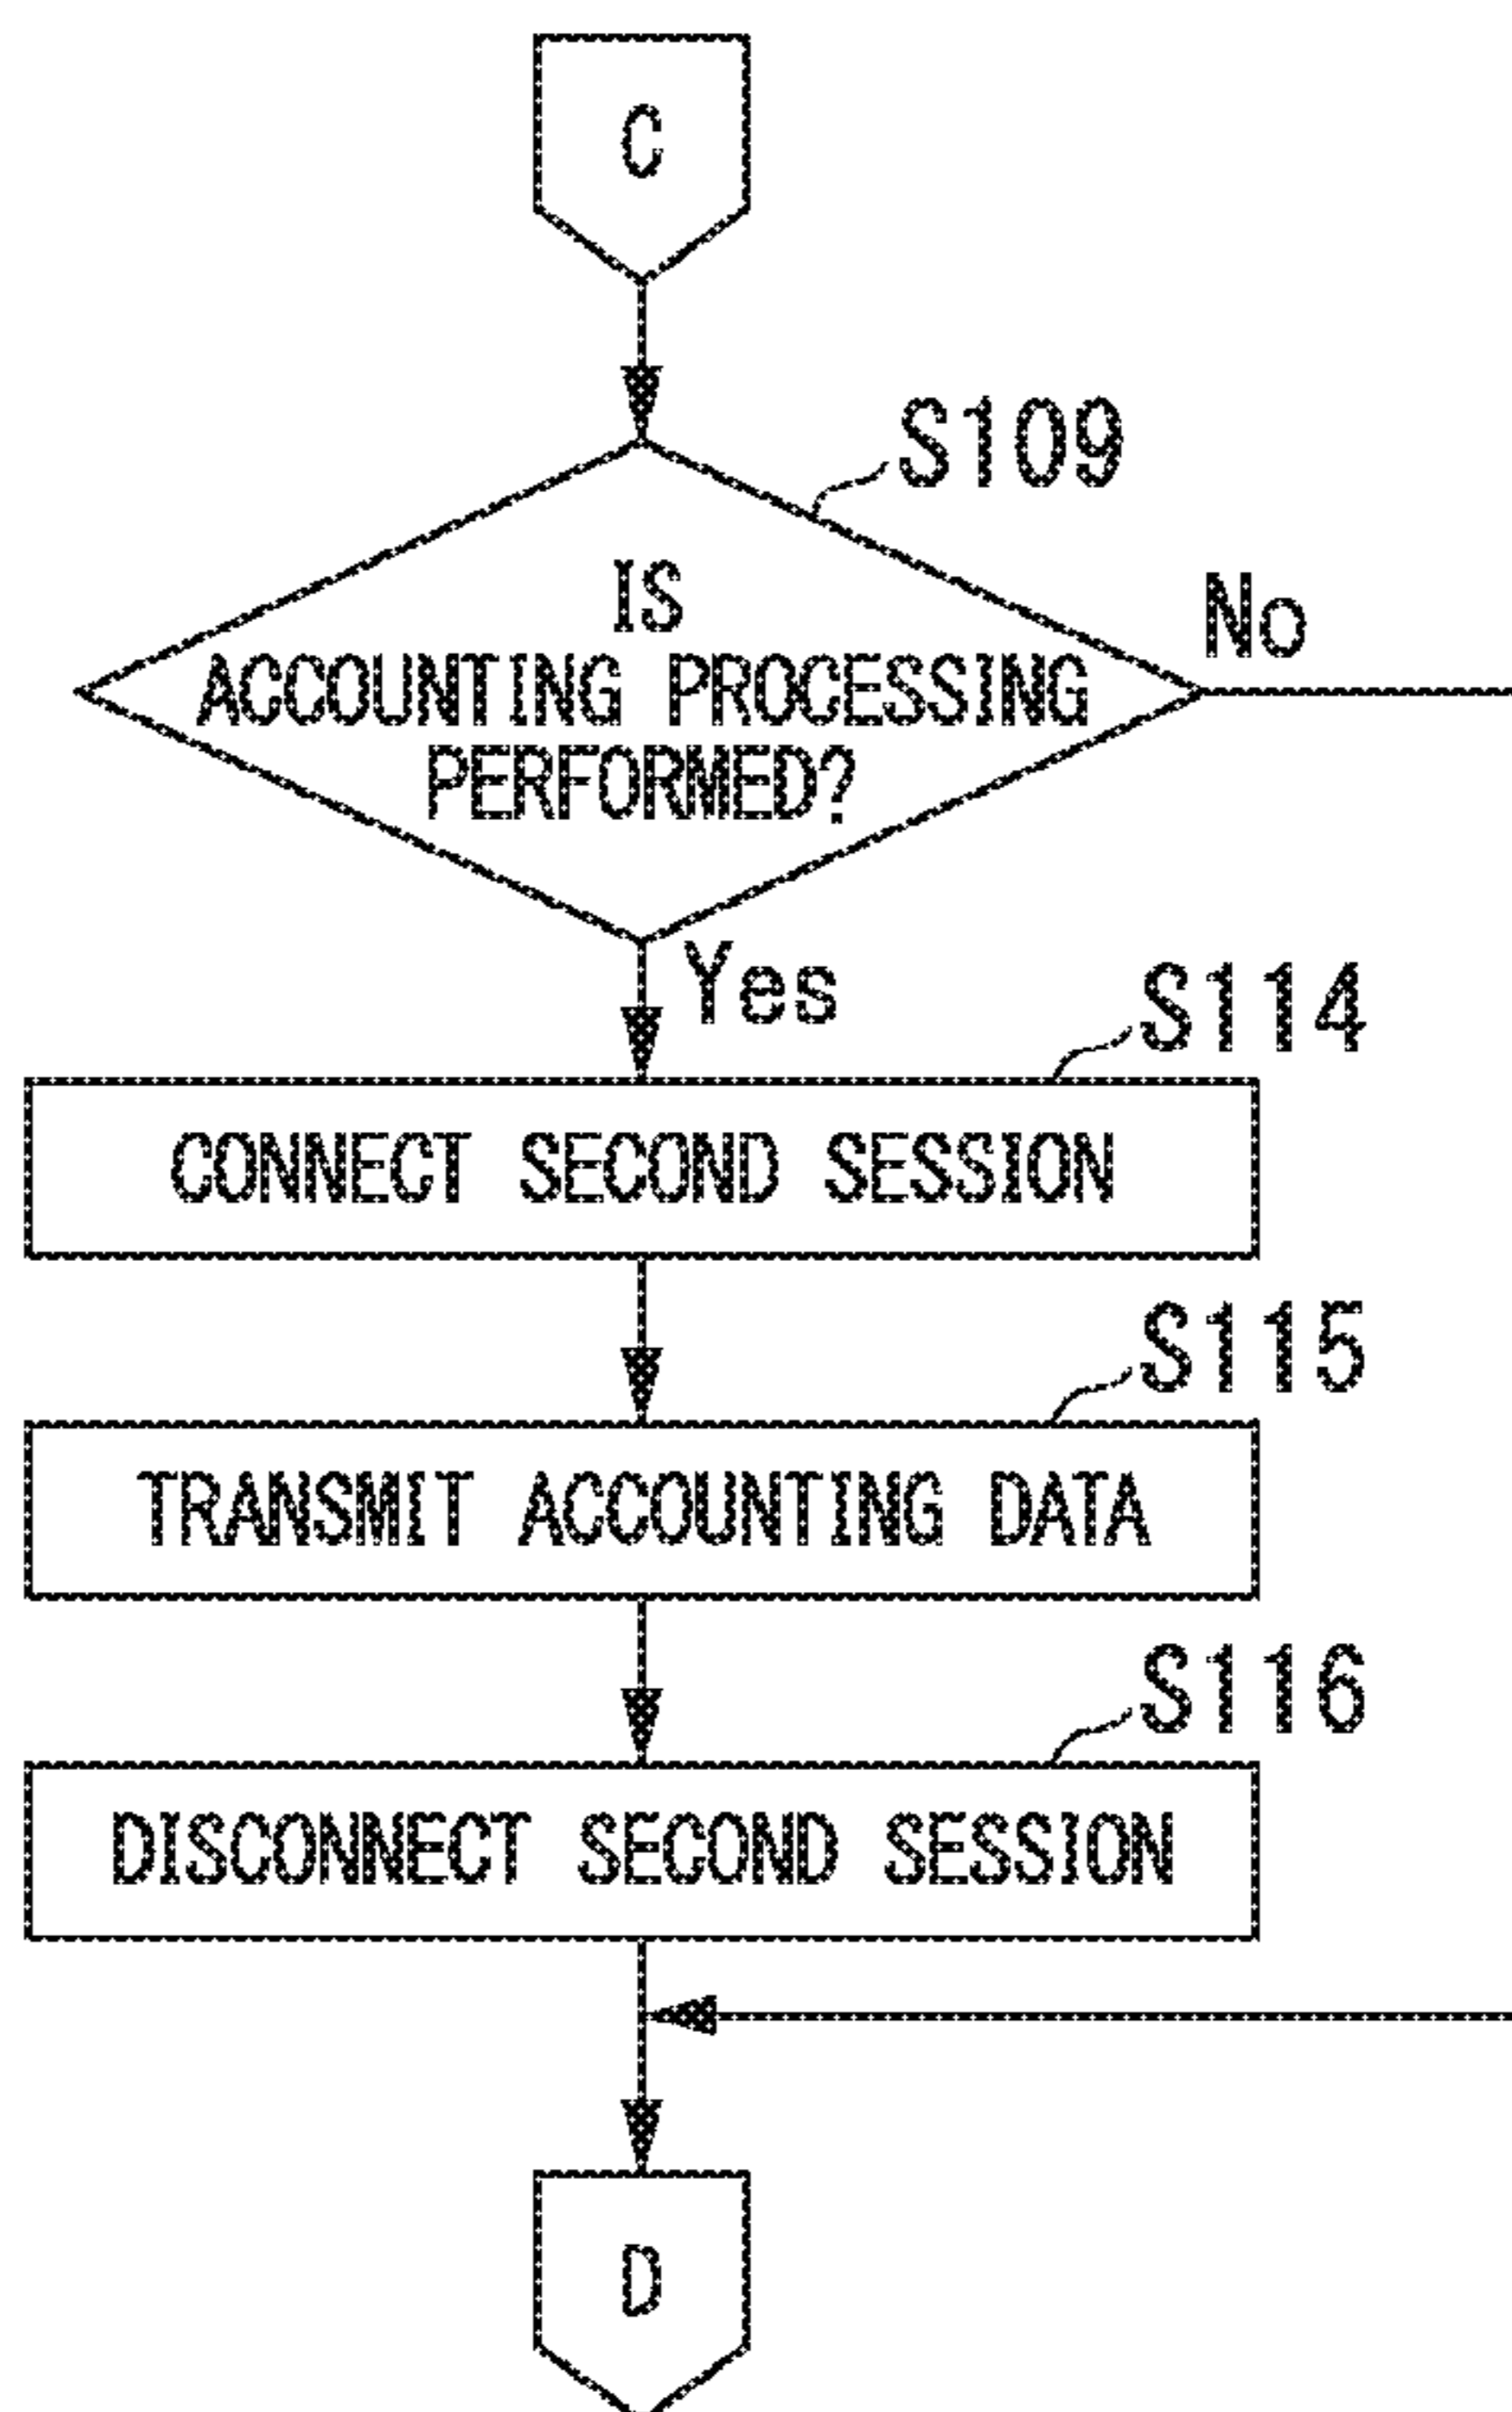 C
S109
IS
ACCOUNTING PROCESSING
PERFORMED?
No
Yes
S114
CONNECT SECOND SESSION
S115
TRANSMIT ACCOUNTING DATA
S116
DISCONNECT SECOND SESSION
D